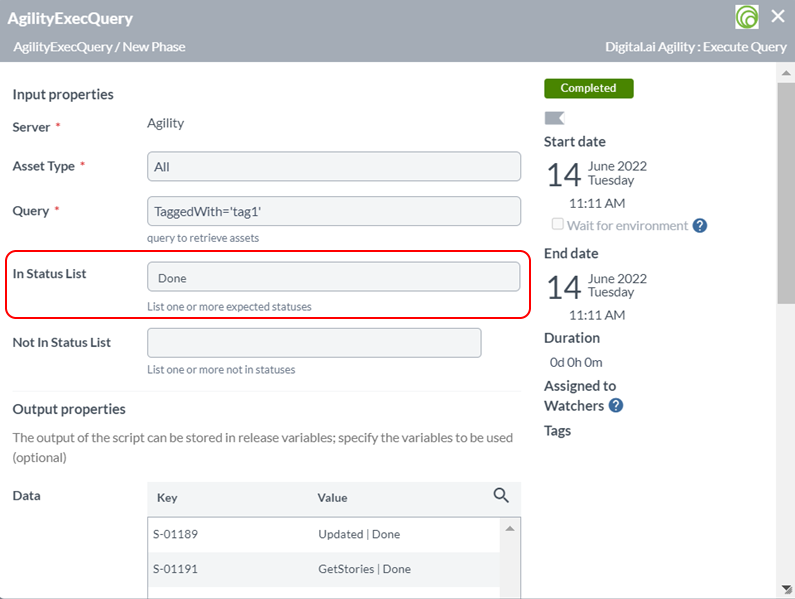 AgilityExecQuery
AgilityExecQuery / New Phase
Digital.ai Agility : Execute Query
Input properties
Server *
Agility
Asset Type *
All
Query *
TaggedWith='tag1'
query to retrieve assets
In Status List
Done
List one or more expected statuses
Not In Status List
List one or more not in statuses
Output properties
The output of the script can be stored in release variables; specify the variables to be used
(optional)
Data
Key Value
S-01189 Updated | Done
S-01191 GetStories | Done
Completed
Start date
14 June 2022
Tuesday
11:11 AM
Wait for environment ?
End date
14 June 2022
Tuesday
11:11 AM
Duration
0d 0h 0m
Assigned to
Watchers ?
Tags